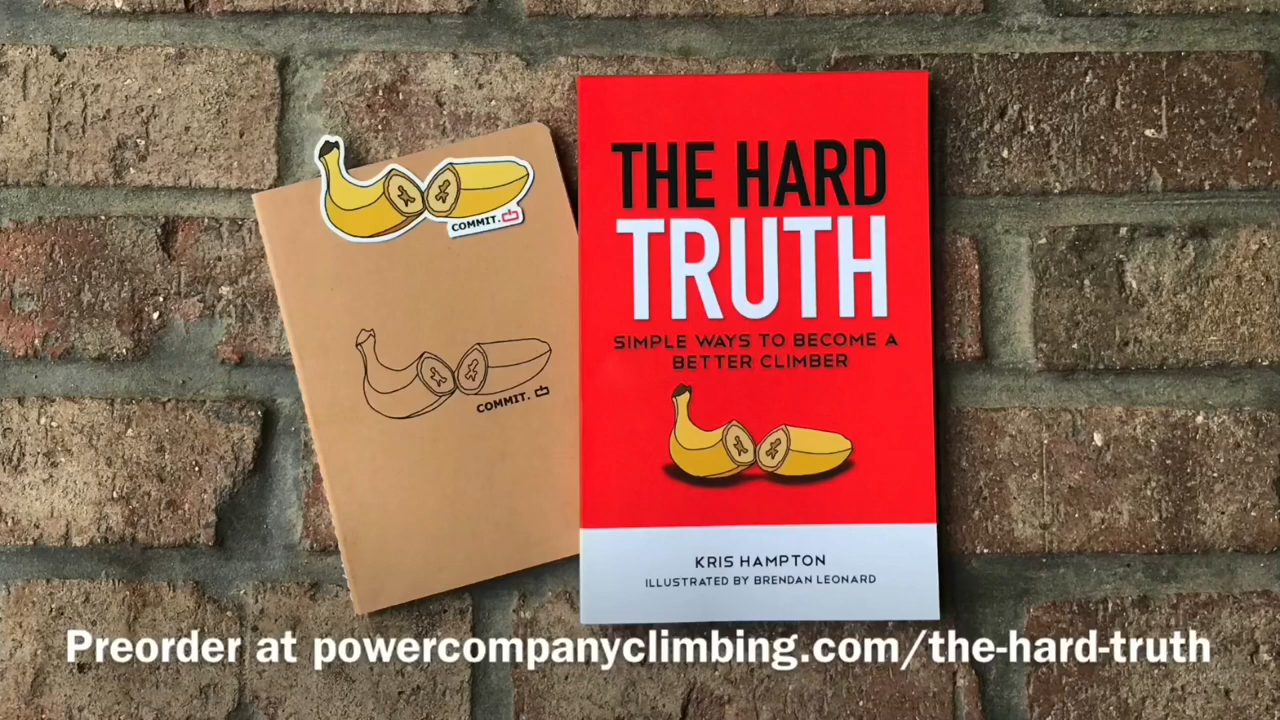 COMMIT.
COMMIT.
THE HARD
TRUTH
SIMPLE WAYS TO BECOME A
BETTER CLIMBER
KRIS HAMPTON
ILLUSTRATED BY BRENDAN LEONARD
Preorder at powercompanyclimbing.com/the-hard-truth